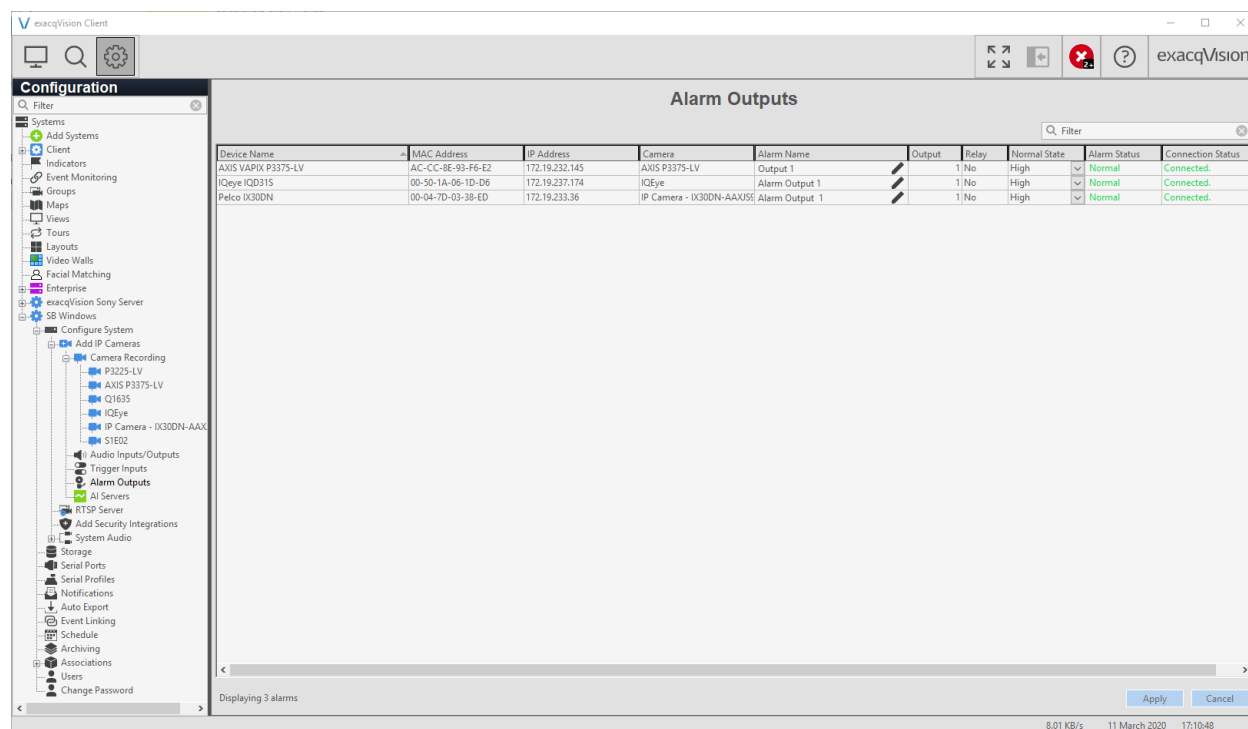 exacqVision Client
2+
?
exacqVision
Configuration
Filter
Systems
Add Systems
Client
Indicators
Event Monitoring
Groups
Maps
Views
Tours
Layouts
Video Walls
Facial Matching
Enterprise
exacqVision Sony Server
SB Windows
Configure System
Add IP Cameras
Camera Recording
P3225-LV
AXIS P3375-LV
Q1635
IQEye
IP Camera - IX30DN-AAX
S1E02
Audio Inputs/Outputs
Trigger Inputs
Alarm Outputs
AI Servers
RTSP Server
Add Security Integrations
System Audio
Storage
Serial Ports
Serial Profiles
Notifications
Auto Export
Event Linking
Schedule
Archiving
Associations
Users
Change Password
Alarm Outputs
Filter
Device Name MAC Address IP Address Camera Alarm Name Output Relay Normal State Alarm Status Connection Status
AXIS VAPIX P3375-LV AC-CC-8E-93-F6-E2 172.19.232.145 AXIS P3375-LV Output 1 1 No High Normal Connected.
IQeye IQD31S 00-50-1A-06-1D-D6 172.19.237.174 IQEye Alarm Output 1 1 No High Normal Connected.
Pelco IX30DN 00-04-7D-03-38-ED 172.19.233.36 IP Camera - IX30DN-AAXJS9 Alarm Output 1 1 No High Normal Connected.
Displaying 3 alarms
Apply Cancel
8.01 KB/s 11 March 2020 17:10:48